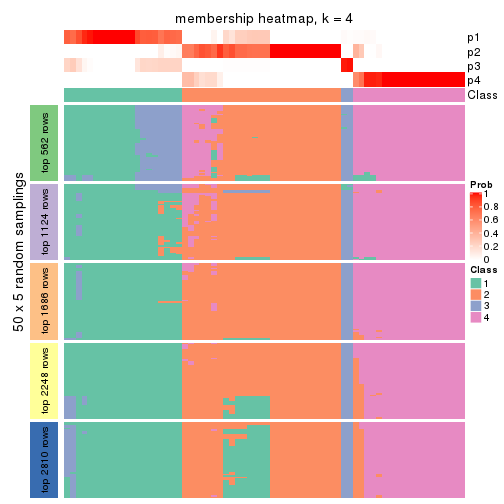 membership heatmap, k = 4
p1
p2
p3
p4
Class
50 x 5 random samplings
top 562 rows
top 1124 rows
top 1686 rows
top 2248 rows
top 2810 rows
Prob
1
0.8
0.6
0.4
0.2
0
Class
1
2
3
4